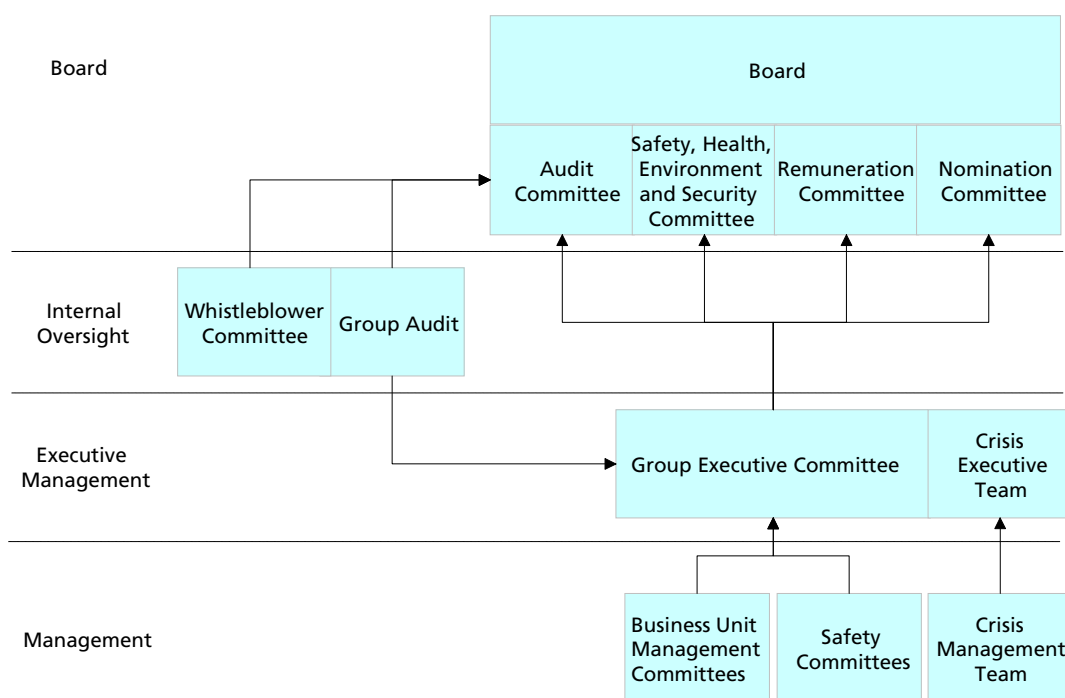 Board
Board
Audit
Committee
Safety, Health,
Environment
and Security
Committee
Remuneration
Committee
Nomination
Committee
Internal
Oversight
Whistleblower
Committee
Group Audit
Executive
Management
Group Executive Committee
Crisis
Executive
Team
Management
Business Unit
Management
Committees
Safety
Committees
Crisis
Management
Team